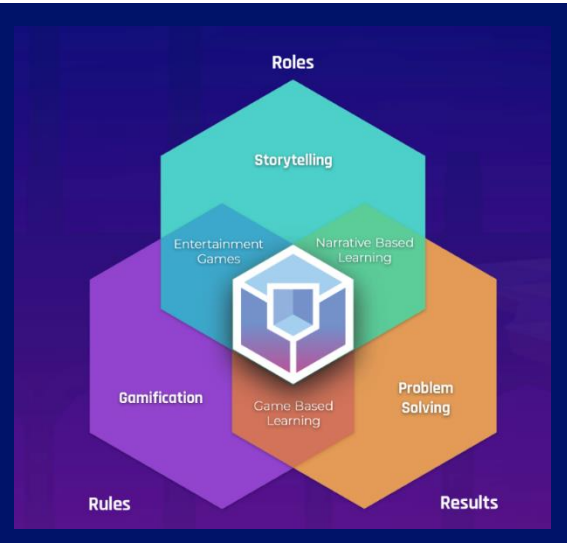 Roles
Storytelling
Entertainment
Games
Narrative Based
Learning
Gamification
Game Based
Learning
Problem
Solving
Rules
Results